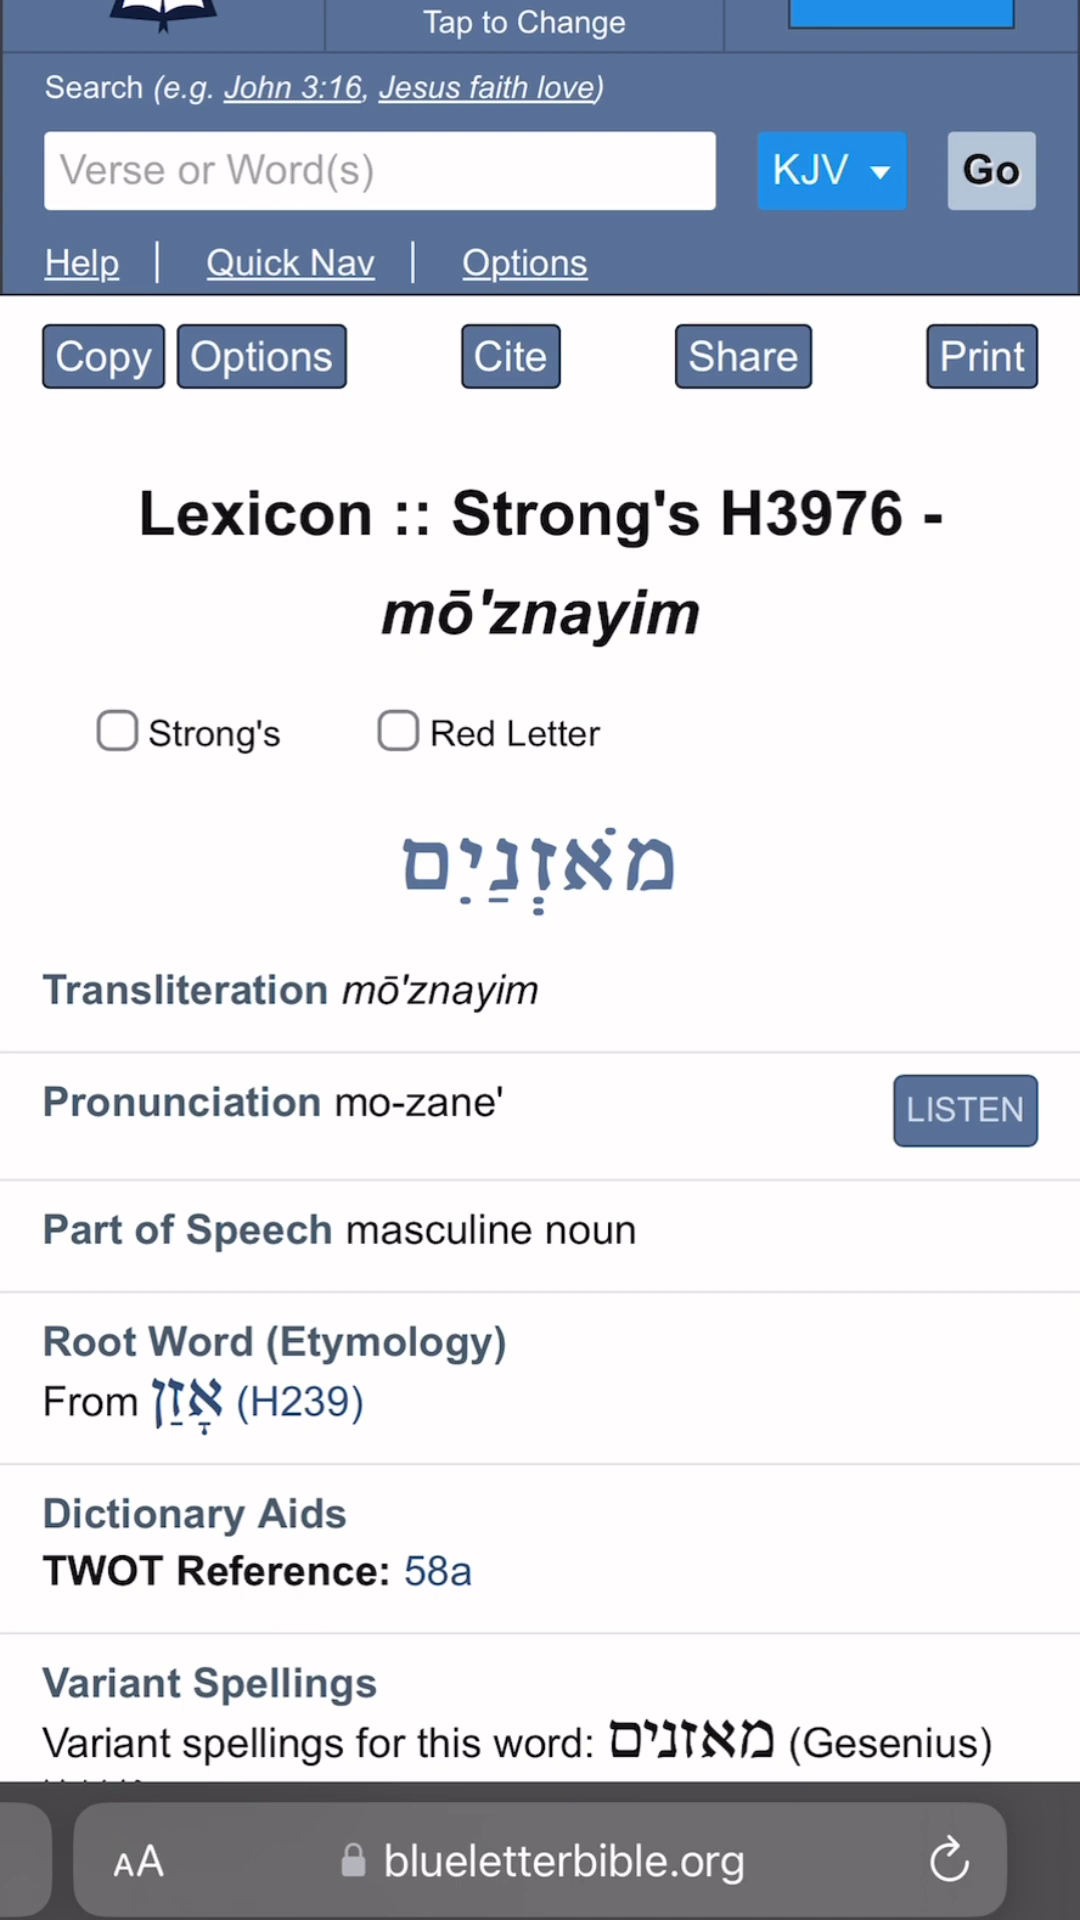 Tap to Change
Search (e.g. John 3:16, Jesus faith love)
Verse or Word(s)
KJV
Go
Help | Quick Nav | Options
Copy Options Cite Share Print
Lexicon :: Strong's H3976 -
mō'znayim
Strong's Red Letter
מֹאזְנַיִם
Transliteration mō'znayim
Pronunciation mo-zane'
LISTEN
Part of Speech masculine noun
Root Word (Etymology)
From אָזַן (H239)
Dictionary Aids
TWOT Reference: 58a
Variant Spellings
Variant spellings for this word: מאזנים (Gesenius)
AA blueletterbible.org